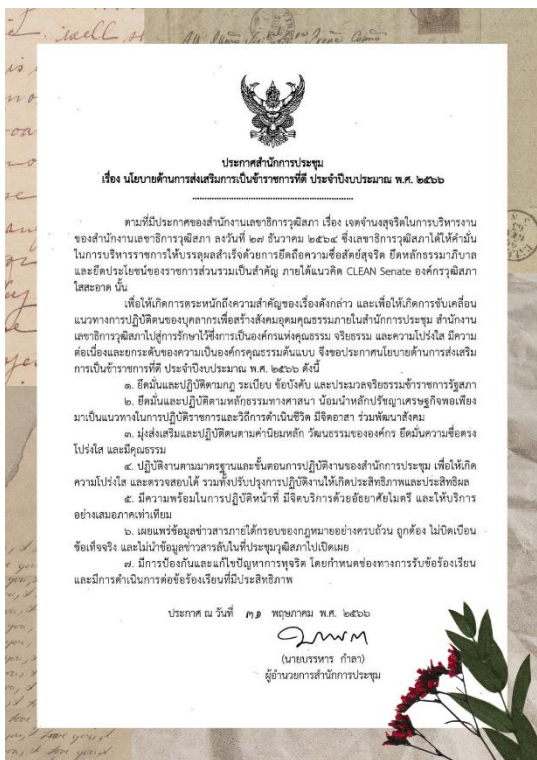 ประกาศสำนักการประชุม
เรื่อง นโยบายด้านการส่งเสริมการเป็นข้าราชการที่ดี ประจำปีงบประมาณ พ.ศ. ๒๕๖๖
ตามที่มีประกาศของสำนักงานเลขาธิการวุฒิสภา เรื่อง เจตจำนงสุจริตในการบริหารงาน
ของสำนักงานเลขาธิการวุฒิสภา ลงวันที่ ๒๗ ธันวาคม ๒๕๖๔ ซึ่งเลขาธิการวุฒิสภาได้ให้คำมั่น
ในการบริหารราชการให้บรรลุผลสำเร็จด้วยการยึดถือความซื่อสัตย์สุจริต ยึดหลักธรรมาภิบาล
และยึดประโยชน์ของราชการส่วนรวมเป็นสำคัญ ภายใต้แนวคิด CLEAN Senate องค์กรวุฒิสภา
ใสสะอาด นั้น
เพื่อให้เกิดการตระหนักถึงความสำคัญของเรื่องดังกล่าว และเพื่อให้เกิดการขับเคลื่อน
แนวทางการปฏิบัติตนของบุคลากรเพื่อสร้างสังคมอุดมคุณธรรมภายในสำนักการประชุม สำนักงาน
เลขาธิการวุฒิสภาไปสู่การรักษาไว้ซึ่งการเป็นองค์กรแห่งคุณธรรม จริยธรรม และความโปร่งใส มีความ
ต่อเนื่องและยกระดับของความเป็นองค์กรคุณธรรมต้นแบบ จึงขอประกาศนโยบายด้านการส่งเสริม
การเป็นข้าราชการที่ดี ประจำปีงบประมาณ พ.ศ. ๒๕๖๖ ดังนี้
๑. ยึดมั่นและปฏิบัติตามกฎ ระเบียบ ข้อบังคับ และประมวลจริยธรรมข้าราชการรัฐสภา
๒. ยึดมั่นและปฏิบัติตามหลักธรรมทางศาสนา น้อมนำหลักปรัชญาเศรษฐกิจพอเพียง
มาเป็นแนวทางในการปฏิบัติราชการและวิถีการดำเนินชีวิต มีจิตอาสา ร่วมพัฒนาสังคม
๓. มุ่งส่งเสริมและปฏิบัติตนตามค่านิยมหลัก วัฒนธรรมขององค์กร ยึดมั่นความซื่อตรง
โปร่งใส และมีคุณธรรม
๔. ปฏิบัติงานตามมาตรฐานและขั้นตอนการปฏิบัติงานของสำนักการประชุม เพื่อให้เกิด
ความโปร่งใส และตรวจสอบได้ รวมทั้งปรับปรุงการปฏิบัติงานให้เกิดประสิทธิภาพและประสิทธิผล
๕. มีความพร้อมในการปฏิบัติหน้าที่ มีจิตบริการด้วยอัธยาศัยไมตรี และให้บริการ
อย่างเสมอภาคเท่าเทียม
๖. เผยแพร่ข้อมูลข่าวสารภายใต้กรอบของกฎหมายอย่างครบถ้วน ถูกต้อง ไม่บิดเบือน
ข้อเท็จจริง และไม่นำข้อมูลข่าวสารลับในที่ประชุมวุฒิสภาไปเปิดเผย
๗. มีการป้องกันและแก้ไขปัญหาการทุจริต โดยกำหนดช่องทางการรับข้อร้องเรียน
และมีการดำเนินการต่อข้อร้องเรียนที่มีประสิทธิภาพ
ประกาศ ณ วันที่ ๓๑ พฤษภาคม พ.ศ. ๒๕๖๖
(นายบรรหาร กำลา)
ผู้อำนวยการสำนักการประชุม